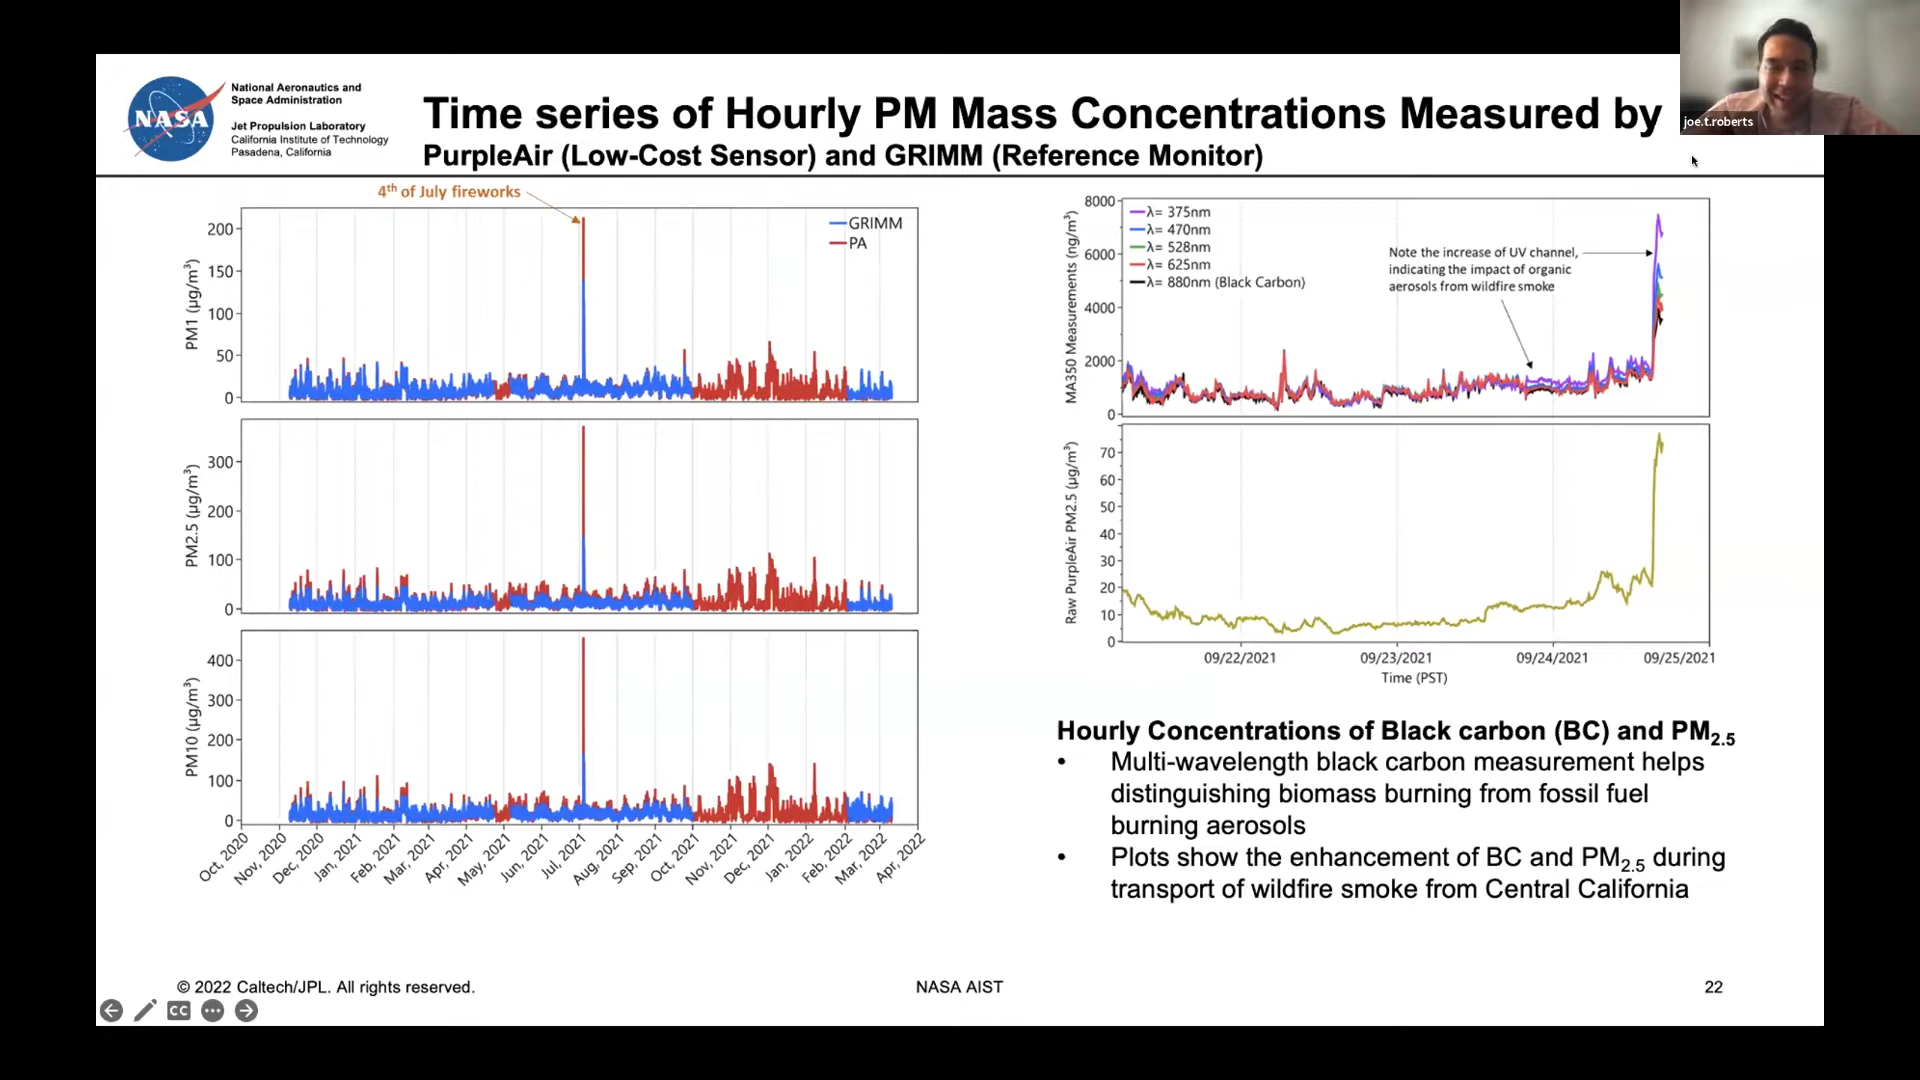 National Aeronautics and
Space Administration
Jet Propulsion Laboratory
California Institute of Technology
Pasadena, California
NASA
Time series of Hourly PM Mass Concentrations Measured by
PurpleAir (Low-Cost Sensor) and GRIMM (Reference Monitor)
joe.t.roberts
4th of July fireworks
GRIMM
PA
PM1 (µg/m³)
200
150
100
50
0
PM2.5 (µg/m³)
300
200
100
0
PM10 (µg/m³)
400
300
200
100
0
Oct, 2020
Nov, 2020
Dec, 2020
Jan, 2021
Feb, 2021
Mar, 2021
Apr, 2021
May, 2021
Jun, 2021
Jul, 2021
Aug, 2021
Sep, 2021
Oct, 2021
Nov, 2021
Dec, 2021
Jan, 2022
Feb, 2022
Mar, 2022
Apr, 2022
MA350 Measurements (ng/m³)
8000
6000
4000
2000
0
λ= 375nm
λ= 470nm
λ= 528nm
λ= 625nm
λ= 880nm (Black Carbon)
Note the increase of UV channel,
indicating the impact of organic
aerosols from wildfire smoke
Raw PurpleAir PM2.5 (µg/m³)
70
60
50
40
30
20
10
0
09/22/2021
09/23/2021
09/24/2021
09/25/2021
Time (PST)
Hourly Concentrations of Black carbon (BC) and PM2.5
• Multi-wavelength black carbon measurement helps
distinguishing biomass burning from fossil fuel
burning aerosols
• Plots show the enhancement of BC and PM2.5 during
transport of wildfire smoke from Central California
© 2022 Caltech/JPL. All rights reserved.
NASA AIST
22
CC